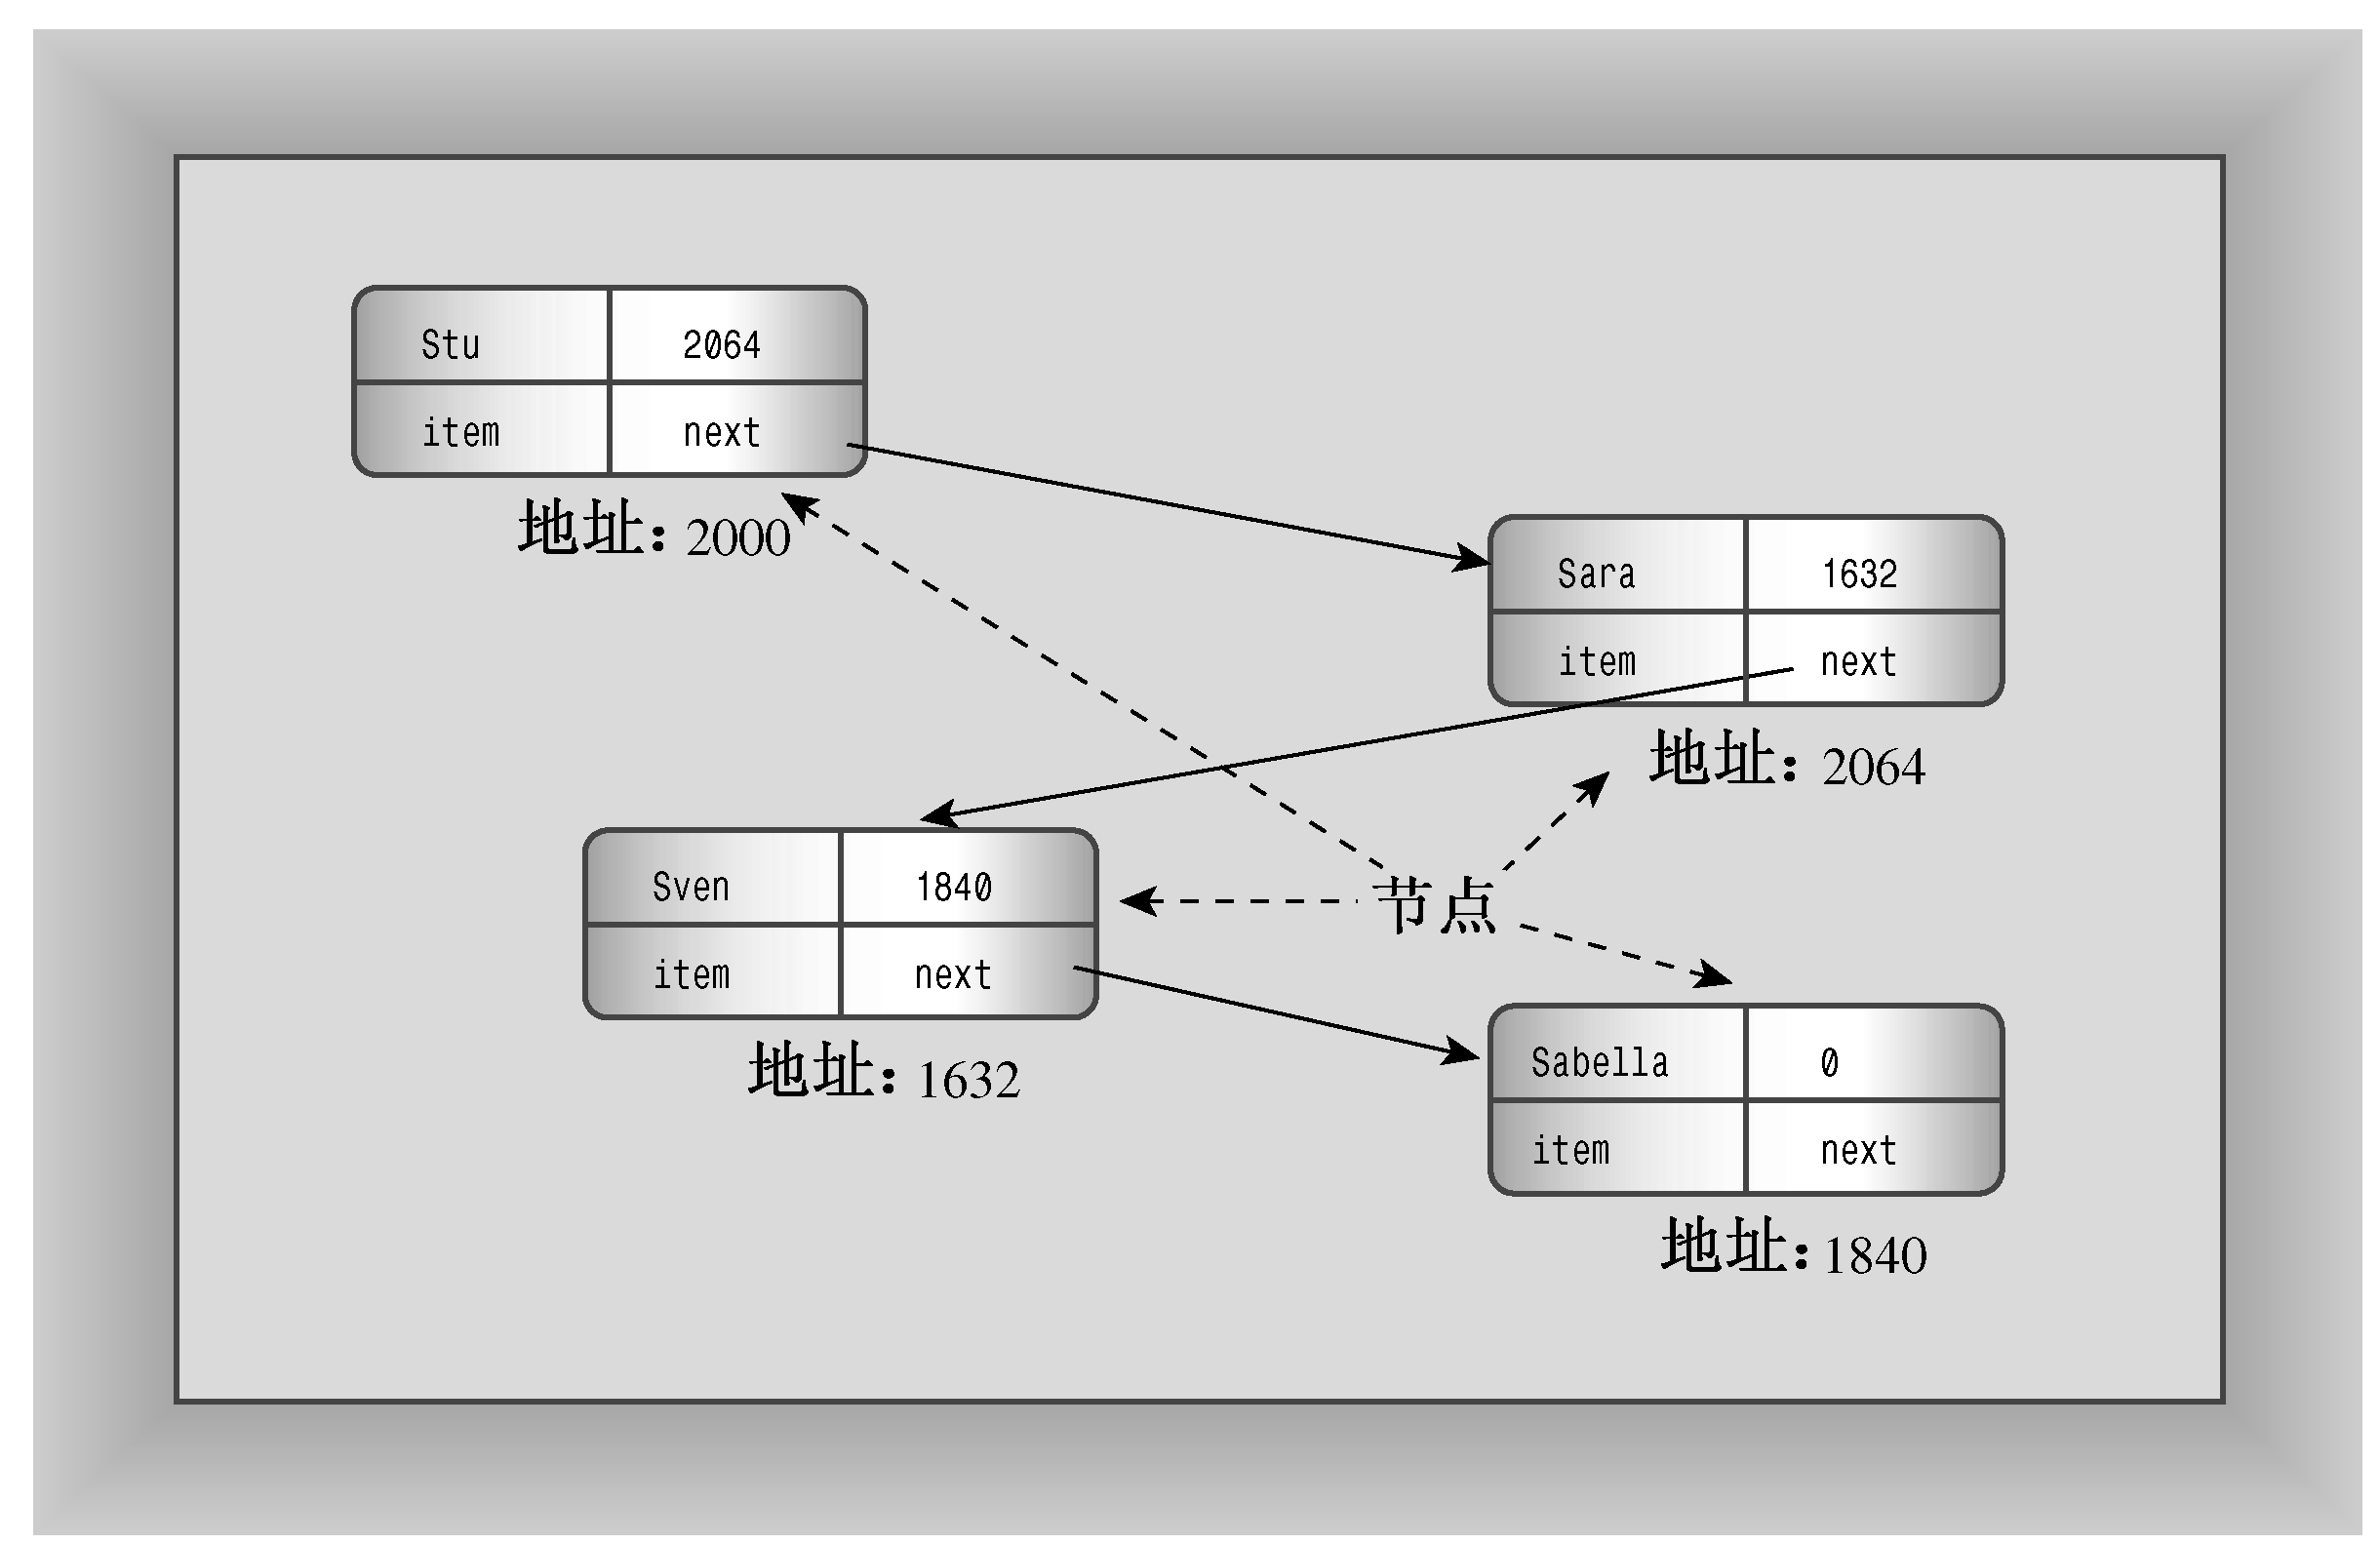 Stu 2064
item next
地址：2000
Sara 1632
item next
地址：2064
Sven 1840
item next
地址：1632
节点
Sabella 0
item next
地址：1840